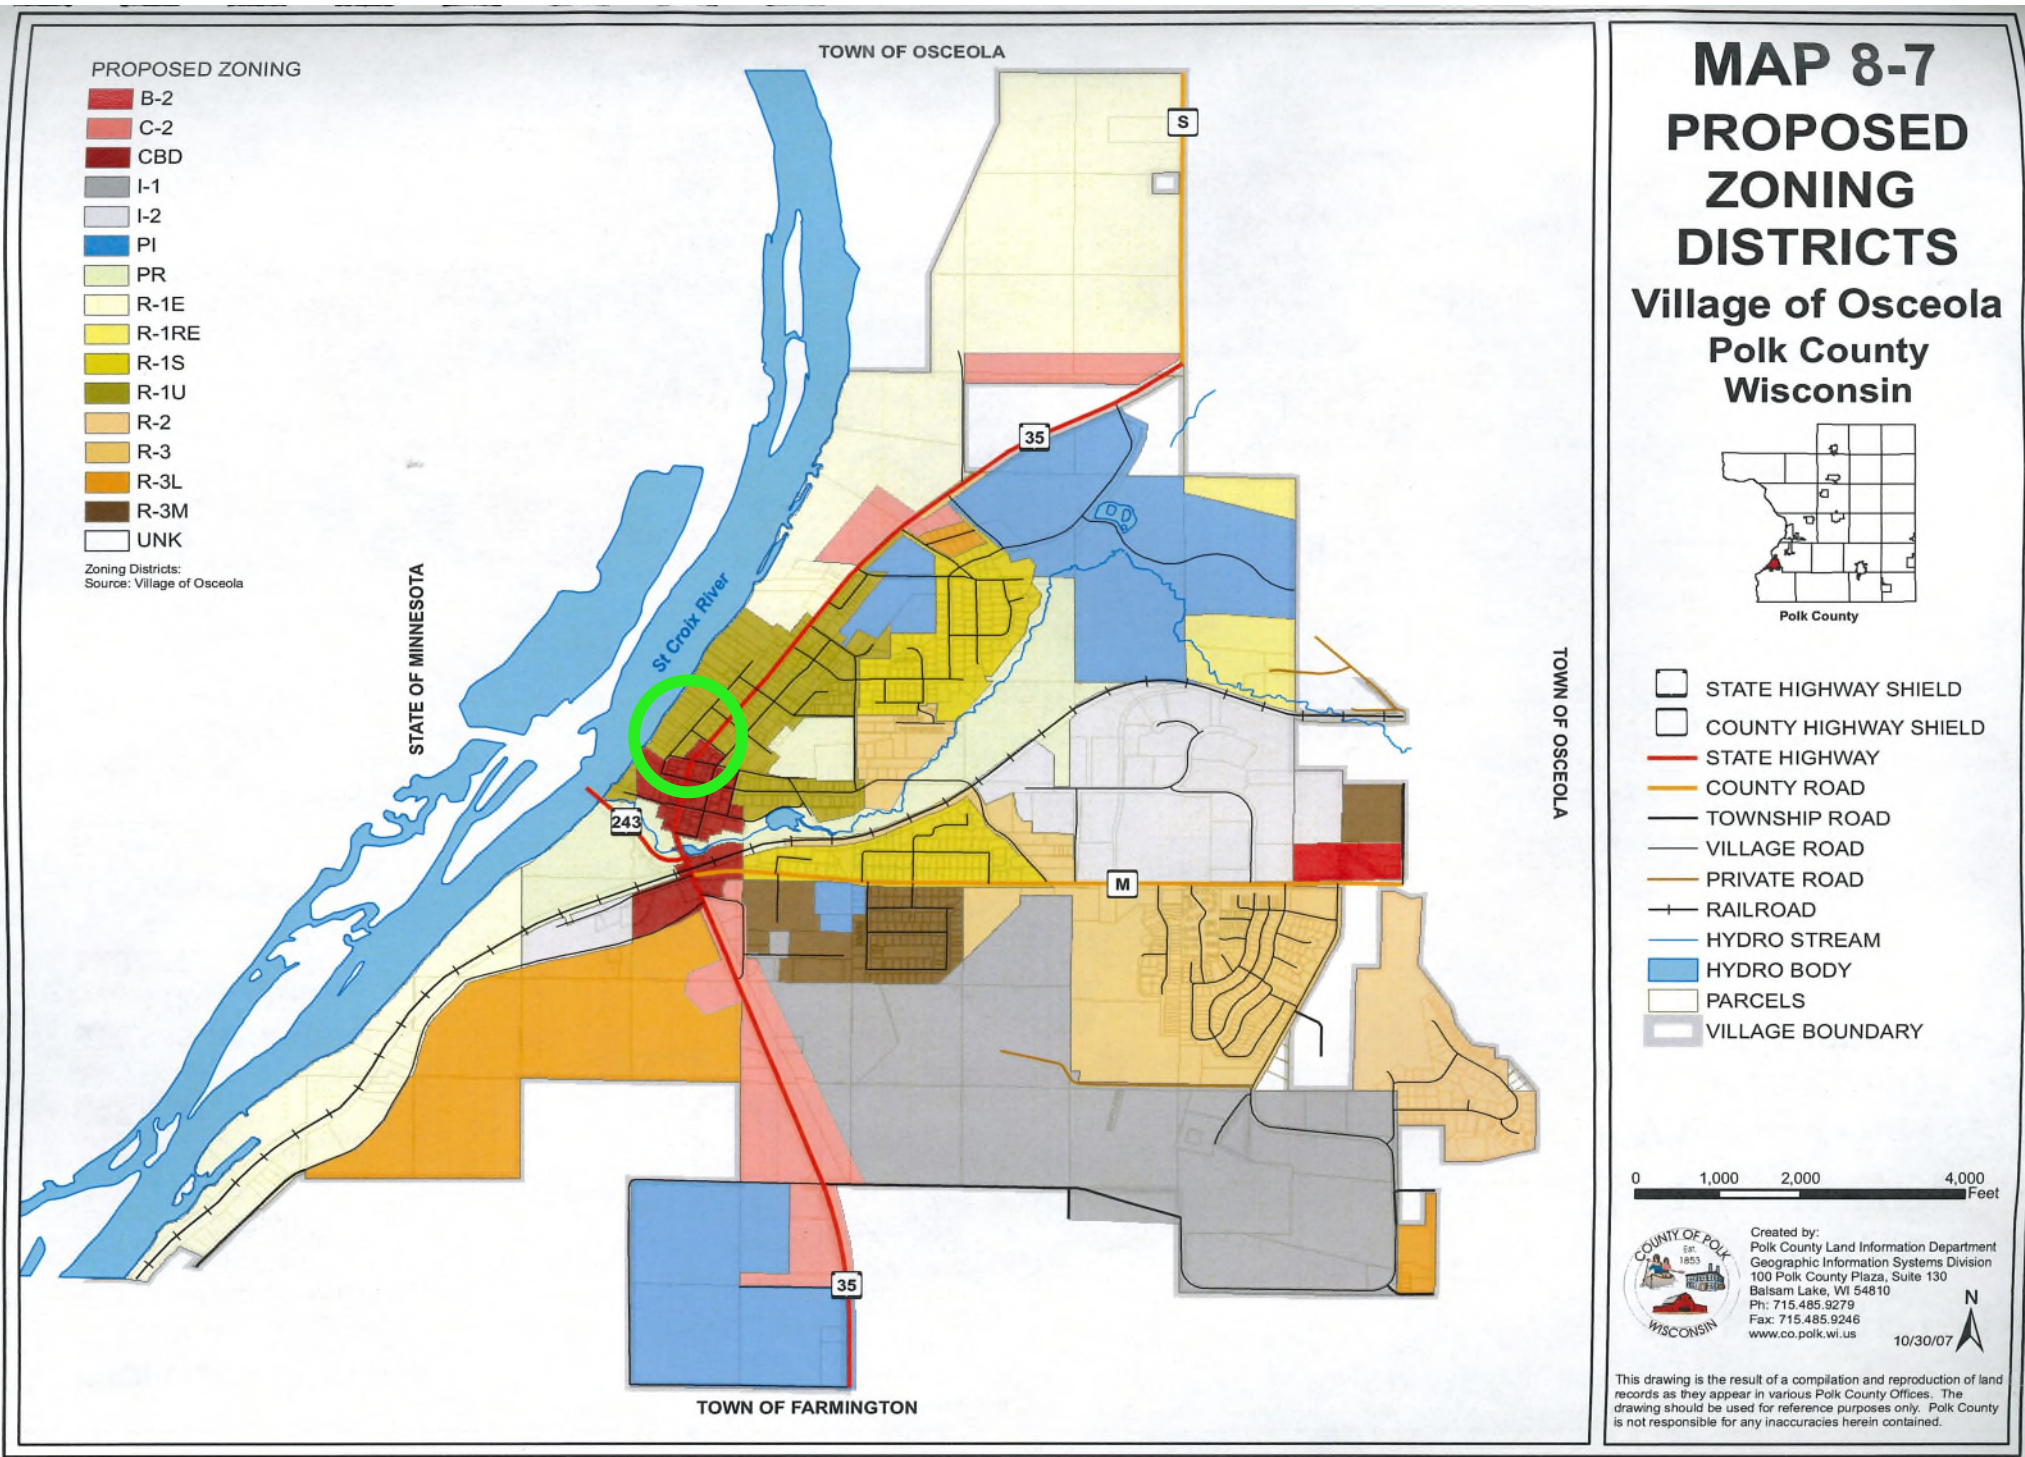 TOWN OF OSCEOLA
PROPOSED ZONING
B-2
C-2
CBD
I-1
I-2
PI
PR
R-1E
R-1RE
R-1S
R-1U
R-2
R-3
R-3L
R-3M
UNK
Zoning Districts:
Source: Village of Osceola
STATE OF MINNESOTA
St Croix River
S
35
243
M
35
TOWN OF OSCEOLA
TOWN OF FARMINGTON
MAP 8-7
PROPOSED
ZONING
DISTRICTS
Village of Osceola
Polk County
Wisconsin
Polk County
STATE HIGHWAY SHIELD
COUNTY HIGHWAY SHIELD
STATE HIGHWAY
COUNTY ROAD
TOWNSHIP ROAD
VILLAGE ROAD
PRIVATE ROAD
RAILROAD
HYDRO STREAM
HYDRO BODY
PARCELS
VILLAGE BOUNDARY
0 1,000 2,000 4,000
Feet
COUNTY OF POLK
Est.
1853
WISCONSIN
Created by:
Polk County Land Information Department
Geographic Information Systems Division
100 Polk County Plaza, Suite 130
Balsam Lake, WI 54810
Ph: 715.485.9279
Fax: 715.485.9246
www.co.polk.wi.us
10/30/07
N
This drawing is the result of a compilation and reproduction of land
records as they appear in various Polk County Offices. The
drawing should be used for reference purposes only. Polk County
is not responsible for any inaccuracies herein contained.